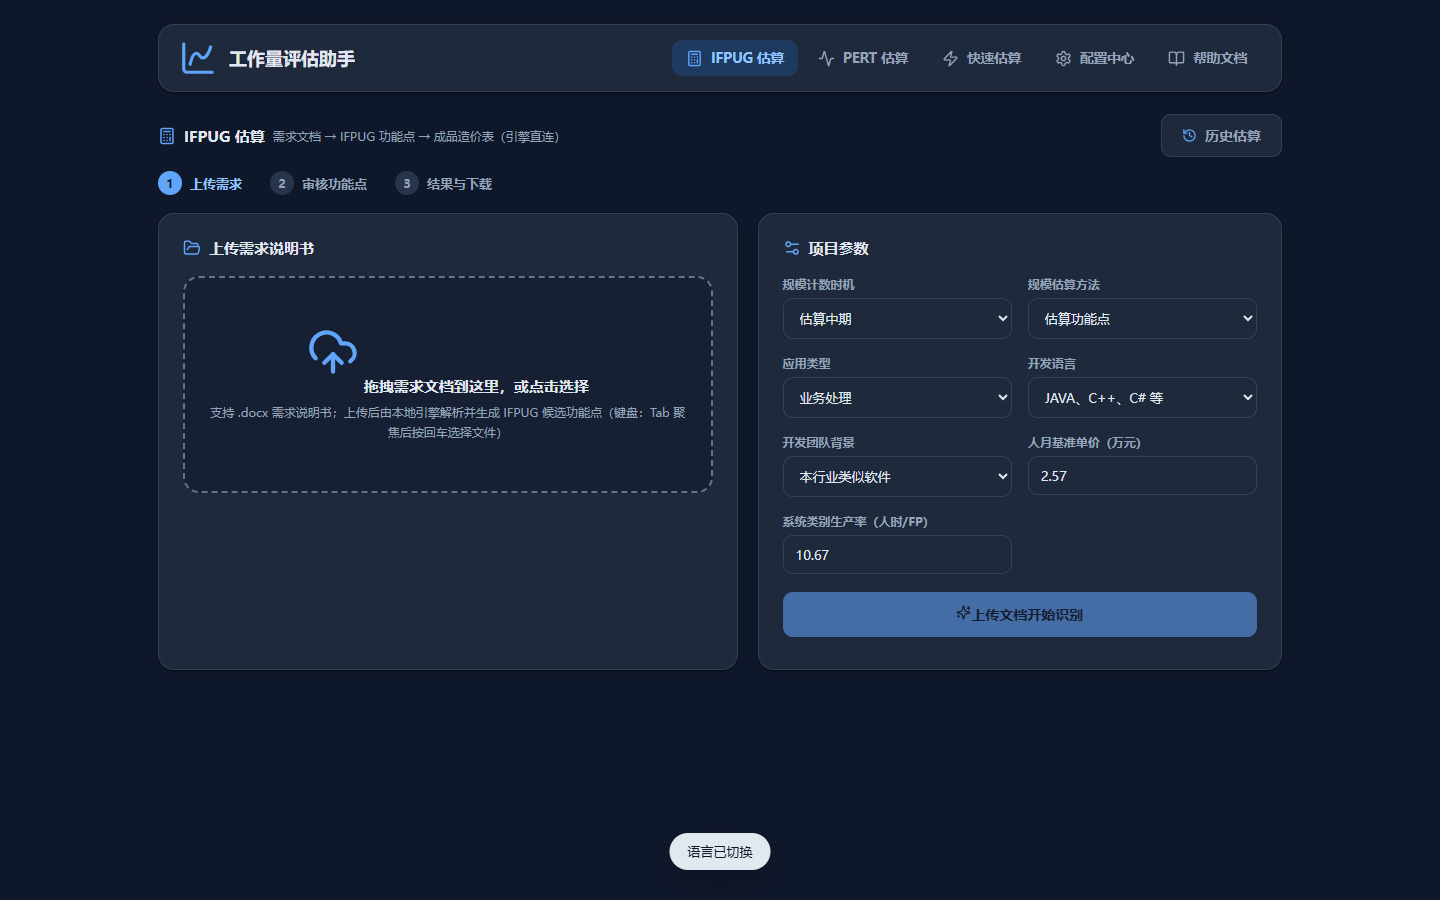 工作量评估助手
IFPUG 估算
PERT 估算
快速估算
配置中心
帮助文档
IFPUG 估算 需求文档 → IFPUG 功能点 → 成品造价表（引擎直连）
历史估算
1 上传需求
2 审核功能点
3 结果与下载
上传需求说明书
拖拽需求文档到这里，或点击选择
支持 .docx 需求说明书；上传后由本地引擎解析并生成 IFPUG 候选功能点（键盘：Tab 聚
焦后按回车选择文件）
项目参数
规模计数时机
估算中期
规模估算方法
估算功能点
应用类型
业务处理
开发语言
JAVA、C++、C# 等
开发团队背景
本行业类似软件
人月基准单价（万元）
2.57
系统类别生产率（人时/FP）
10.67
上传文档开始识别
语言已切换